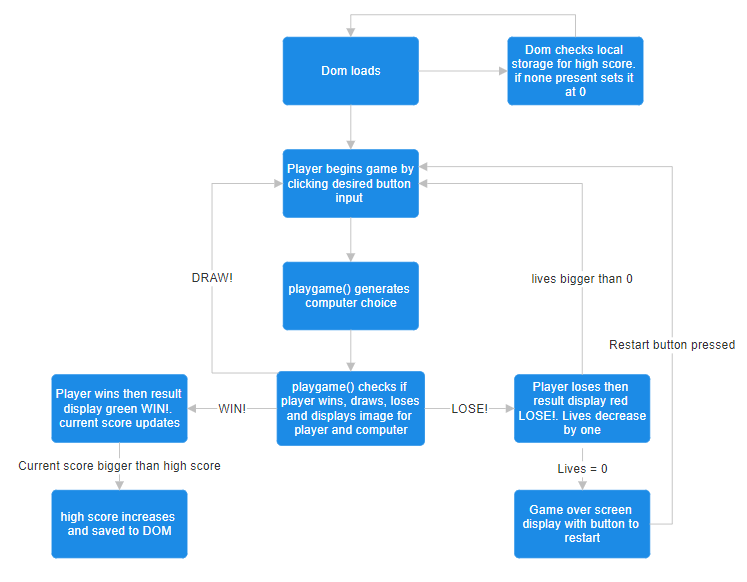 Dom loads
Dom checks local
storage for high score.
if none present sets it
at 0
Player begins game by
clicking desired button
input
DRAW!
lives bigger than 0
playgame() generates
computer choice
Restart button pressed
Player wins then result
display green WIN!.
current score updates
WIN!
playgame() checks if
player wins, draws, loses
and displays image for
player and computer
LOSE!
Player loses then
result display red
LOSE!. Lives decrease
by one
Current score bigger than high score
Lives = 0
high score increases
and saved to DOM
Game over screen
display with button to
restart